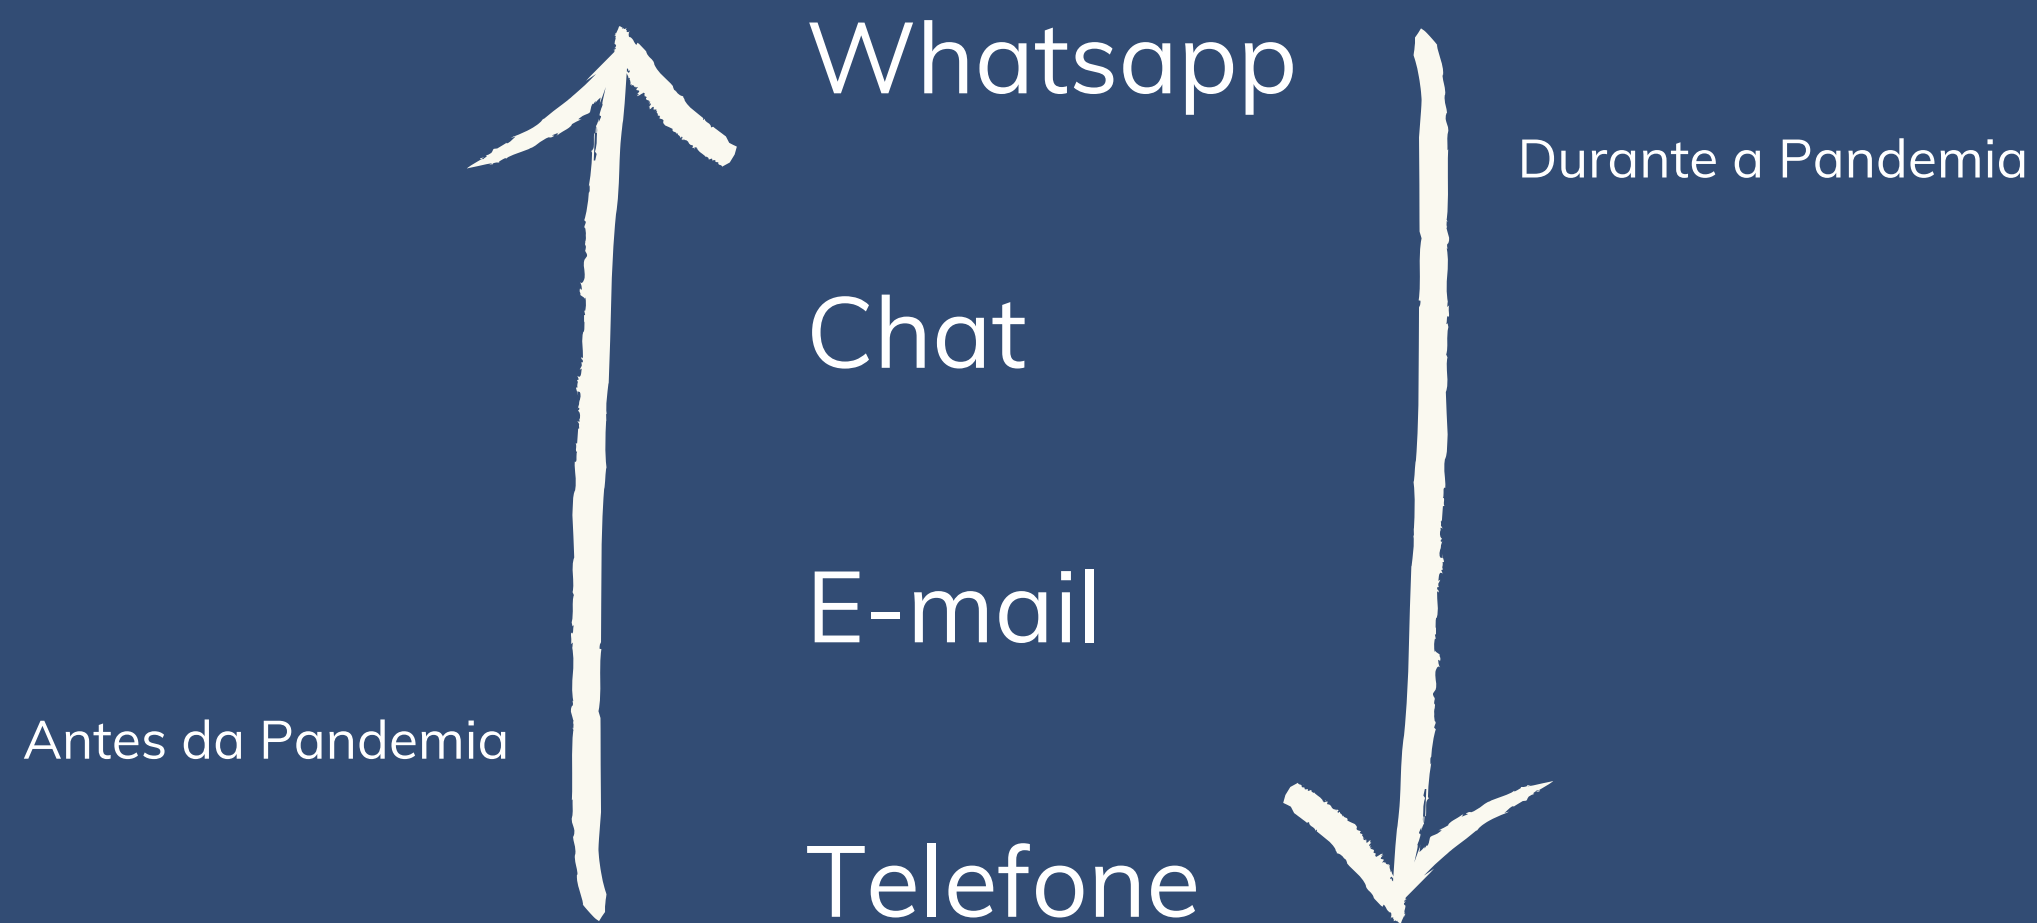 Whatsapp
Durante a Pandemia
Chat
E-mail
Antes da Pandemia
Telefone